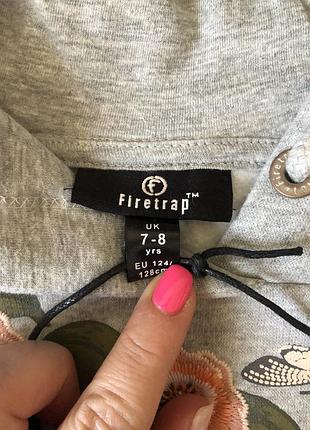 Firetrap™
UK
7-8
yrs
EU 124/
128cm